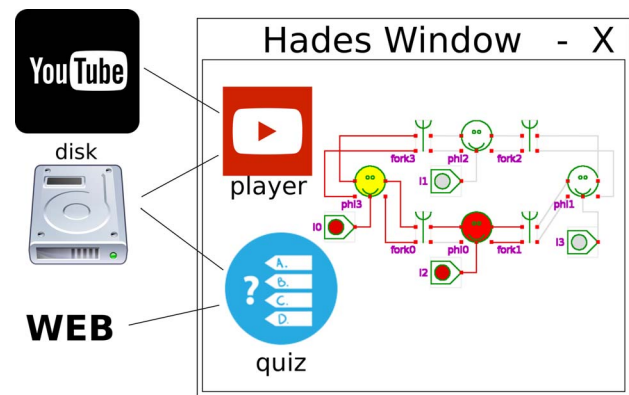 Hades Window - X
YouTube
disk
player
WEB
? A. B. C. D.
quiz
fork3 phi2 fork2
I1
phi3 phi1
I0 I3
fork0 phi0 fork1
I2